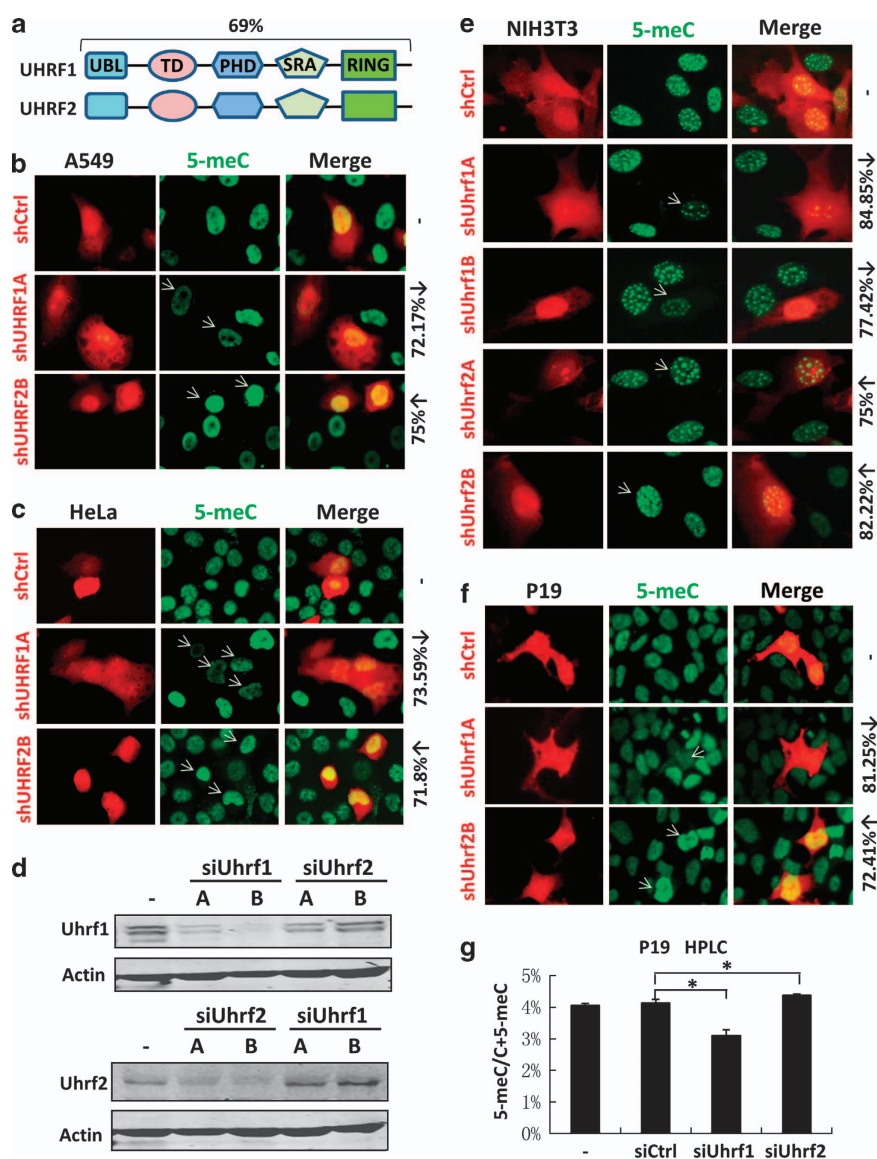 a
69%
UHRF1 UBL TD PHD SRA RING
UHRF2
b
A549 5-meC Merge
shCtrl -
shUHRF1A 72.17%↓
shUHRF2B 75%↑
c
HeLa 5-meC Merge
shCtrl -
shUHRF1A 73.59%↓
shUHRF2B 71.8%↑
d
siUhrf1 siUhrf2
- A B A B
Uhrf1
Actin
siUhrf2 siUhrf1
- A B A B
Uhrf2
Actin
e
NIH3T3 5-meC Merge
shCtrl -
shUhrf1A 84.85%↓
shUhrf1B 77.42%↓
shUhrf2A 75%↑
shUhrf2B 82.22%↑
f
P19 5-meC Merge
shCtrl -
shUhrf1A 81.25%↓
shUhrf2B 72.41%↑
g
P19 HPLC
* *
5-meC/C+5-meC
5%
4%
3%
2%
1%
0%
- siCtrl siUhrf1 siUhrf2